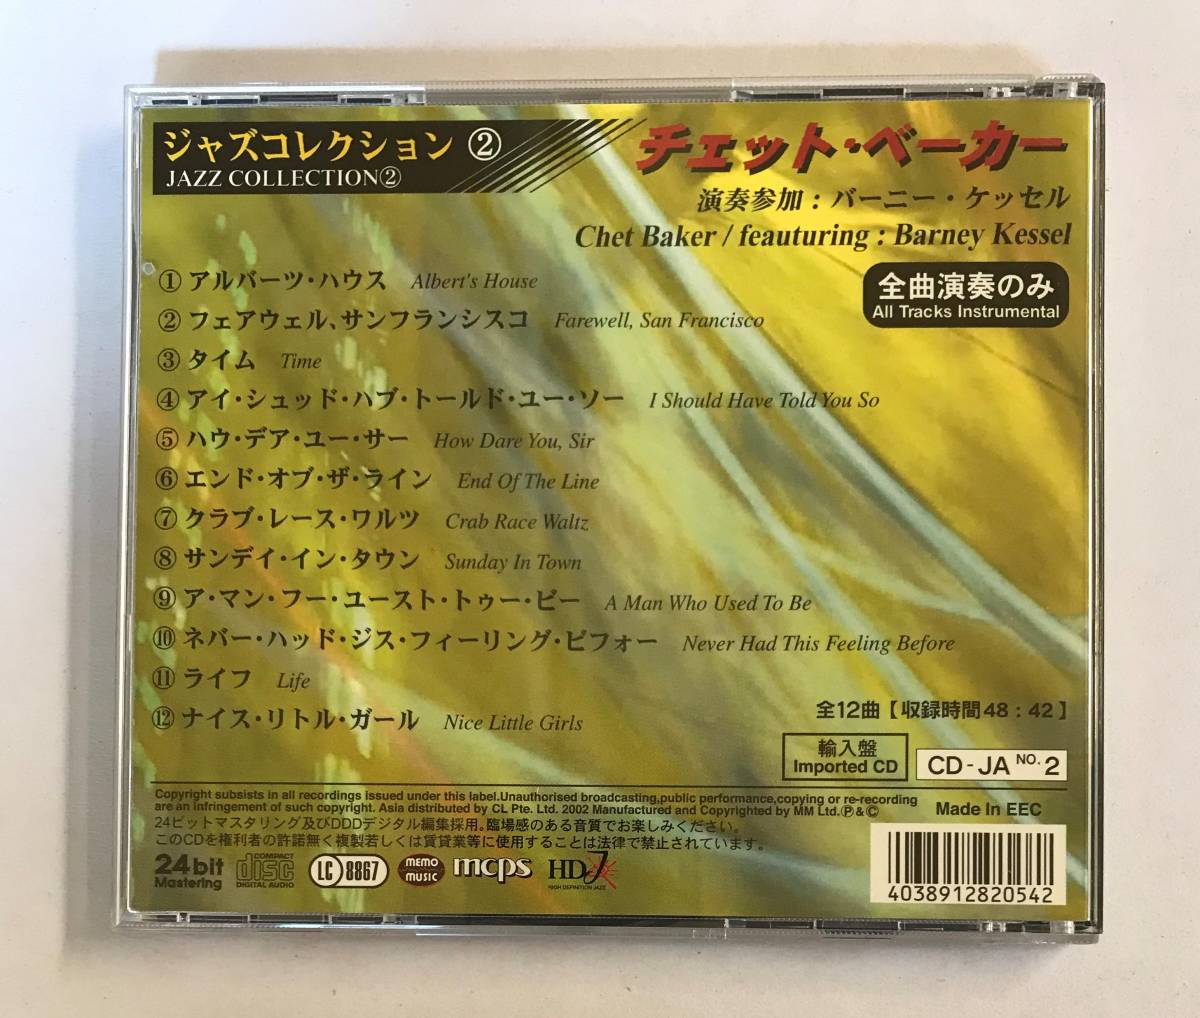 ジャズコレクション ②
JAZZ COLLECTION②
チェット・ベーカー
演奏参加 : バーニー・ケッセル
Chet Baker / feauturing : Barney Kessel
全曲演奏のみ
All Tracks Instrumental
① アルバーツ・ハウス Albert's House
② フェアウェル、サンフランシスコ Farewell, San Francisco
③ タイム Time
④ アイ・シュッド・ハブ・トールド・ユー・ソー I Should Have Told You So
⑤ ハウ・デア・ユー・サー How Dare You, Sir
⑥ エンド・オブ・ザ・ライン End Of The Line
⑦ クラブ・レース・ワルツ Crab Race Waltz
⑧ サンデイ・イン・タウン Sunday In Town
⑨ ア・マン・フー・ユースト・トゥー・ビー A Man Who Used To Be
⑩ ネバー・ハッド・ジス・フィーリング・ビフォー Never Had This Feeling Before
⑪ ライフ Life
⑫ ナイス・リトル・ガール Nice Little Girls
全12曲【収録時間48:42】
輸入盤
Imported CD
CD-JA NO.2
Copyright subsists in all recordings issued under this label.Unauthorised broadcasting,public performance,copying or re-recording
are an infringement of such copyright. Asia distributed by CL Pte. Ltd. 2002 Manufactured and Copyrighted by MM Ltd.Ⓟ&©
Made In EEC
24ビットマスタリング及びDDDデジタル編集採用。臨場感のある音質でお楽しみください。
このCDを権利者の許諾無く複製若しくは賃貸業等に使用することは法律で禁止されています。
24bit
Mastering
COMPACT
disc
DIGITAL AUDIO
LC 8867
MEMO
MUSIC
mcps
HDJ
HIGH DEFINITION JAZZ
4038912820542